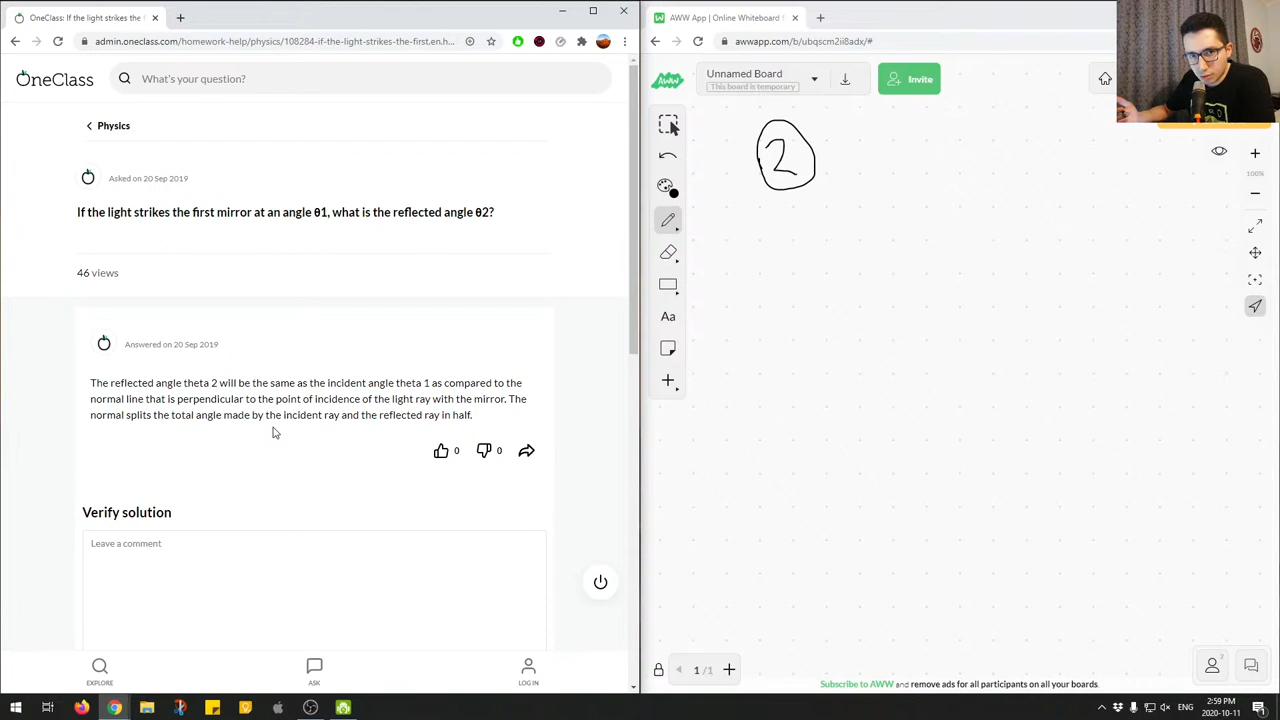 OneClass: If the light strikes the f
AWW App | Online Whiteboard f
admin.oneclass.com/homework-help/physics/108284-if-the-light-strikes-the-first.en.h...
awwapp.com/b/ubqscm2ii8adx/#
OneClass
What's your question?
AWW
Unnamed Board
This board is temporary
Invite
Physics
2
Asked on 20 Sep 2019
100%
If the light strikes the first mirror at an angle θ1, what is the reflected angle θ2?
46 views
Aa
Answered on 20 Sep 2019
The reflected angle theta 2 will be the same as the incident angle theta 1 as compared to the
normal line that is perpendicular to the point of incidence of the light ray with the mirror. The
normal splits the total angle made by the incident ray and the reflected ray in half.
0
0
Verify solution
Leave a comment
EXPLORE
ASK
LOG IN
1 /1
Subscribe to AWW and remove ads for all participants on all your boards.
ENG
2:59 PM
2020-10-11